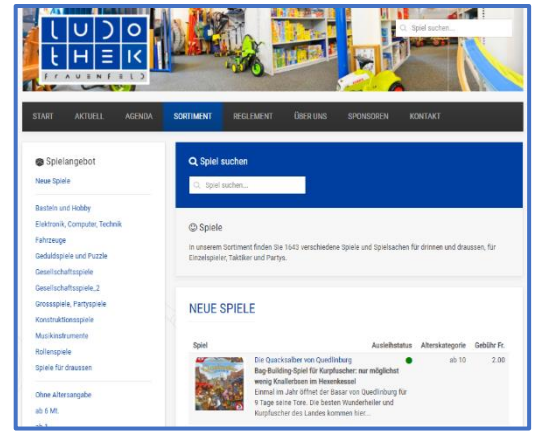 LUDO
THEK
FRAUENFELD
Spiel suchen...
START AKTUELL AGENDA SORTIMENT REGLEMENT ÜBER UNS SPONSOREN KONTAKT
Spielangebot
Neue Spiele
Basteln und Hobby
Elektronik, Computer, Technik
Fahrzeuge
Geduldspiele und Puzzle
Gesellschaftsspiele
Gesellschaftsspiele_2
Grossspiele, Partyspiele
Konstruktionsspiele
Musikinstrumente
Rollenspiele
Spiele für draussen
Ohne Altersangabe
ab 6 Mt.
Spiel suchen
Spiel suchen...
Spiele
In unserem Sortiment finden Sie 1643 verschiedene Spiele und Spielsachen für drinnen und draussen, für
Einzelspieler, Taktiker und Partys.
NEUE SPIELE
Spiel Ausleihstatus Alterskategorie Gebühr Fr.
Die Quacksalber von Quedlinburg ab 10 2.00
Bag-Building-Spiel für Kurpfuscher: nur möglichst
wenig Knallerbsen im Hexenkessel
Einmal im Jahr öffnet der Basar von Quedlinburg für
9 Tage seine Tore. Die besten Wunderheiler und
Kurpfuscher des Landes kommen hier...